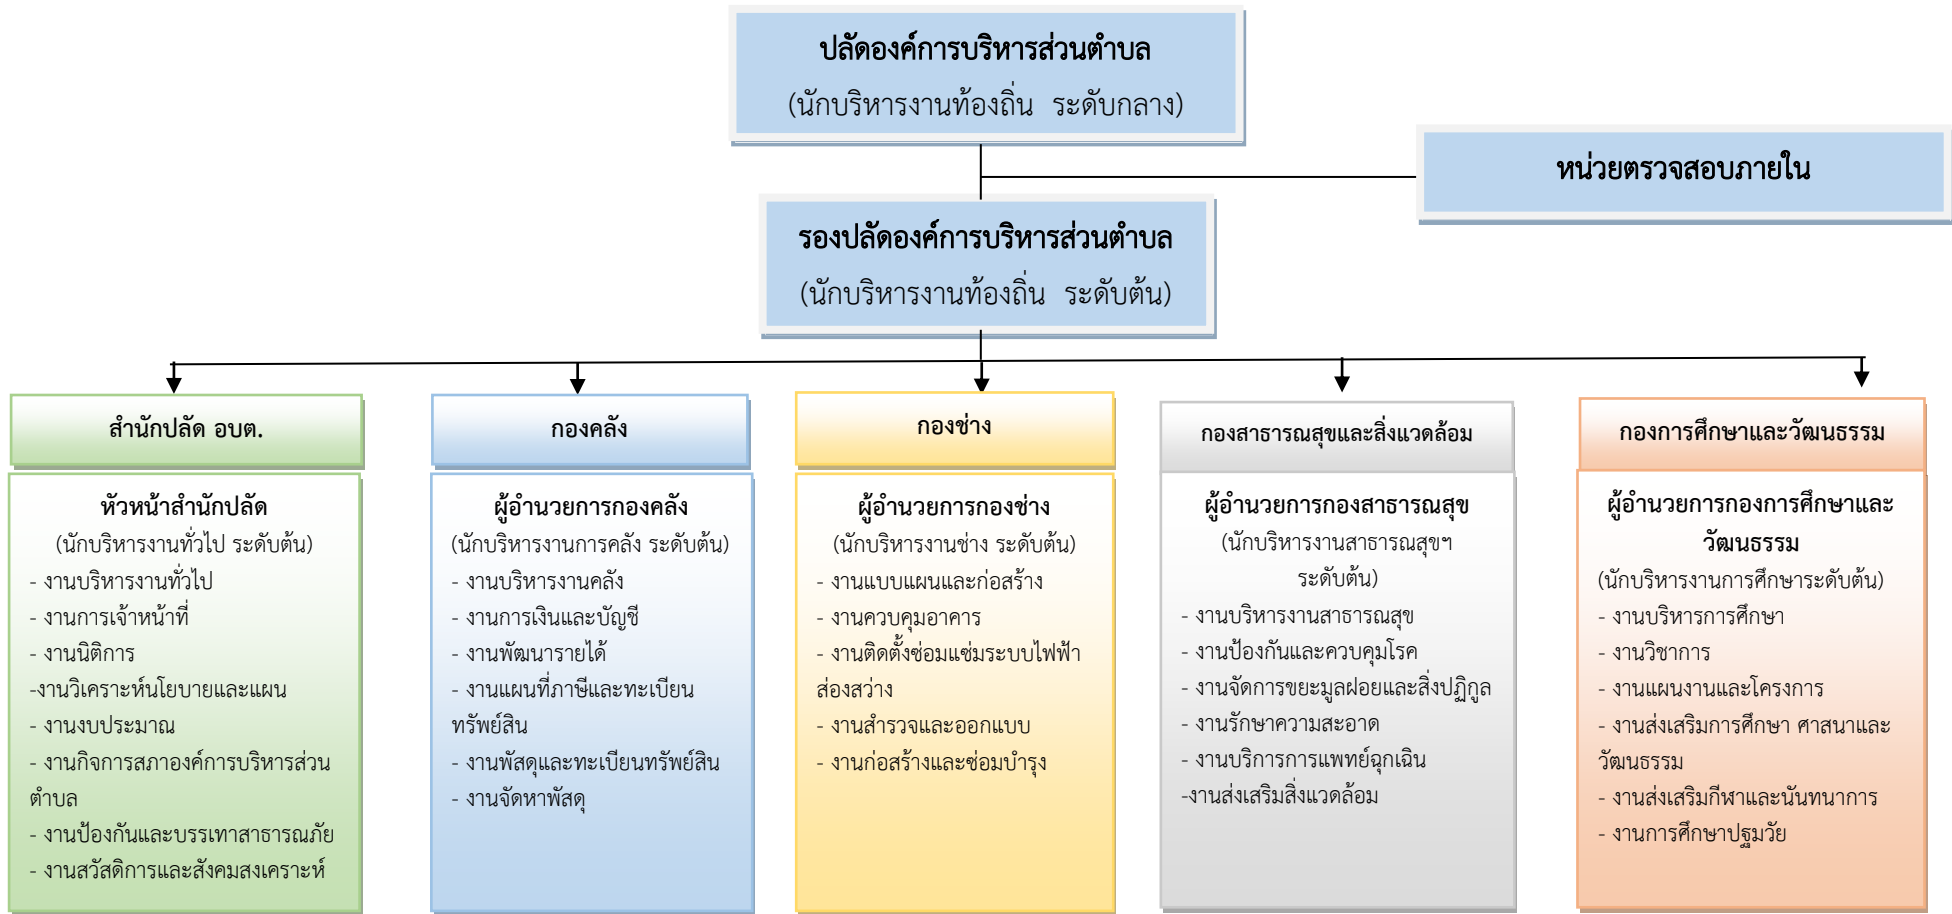 ปลัดองค์การบริหารส่วนตำบล
(นักบริหารงานท้องถิ่น ระดับกลาง)
หน่วยตรวจสอบภายใน
รองปลัดองค์การบริหารส่วนตำบล
(นักบริหารงานท้องถิ่น ระดับต้น)
สำนักปลัด อบต.
หัวหน้าสำนักปลัด
(นักบริหารงานทั่วไป ระดับต้น)
- งานบริหารงานทั่วไป
- งานการเจ้าหน้าที่
- งานนิติการ
-งานวิเคราะห์นโยบายและแผน
- งานงบประมาณ
- งานกิจการสภาองค์การบริหารส่วน
ตำบล
- งานป้องกันและบรรเทาสาธารณภัย
- งานสวัสดิการและสังคมสงเคราะห์
กองคลัง
ผู้อำนวยการกองคลัง
(นักบริหารงานการคลัง ระดับต้น)
- งานบริหารงานคลัง
- งานการเงินและบัญชี
- งานพัฒนารายได้
- งานแผนที่ภาษีและทะเบียน
ทรัพย์สิน
- งานพัสดุและทะเบียนทรัพย์สิน
- งานจัดหาพัสดุ
กองช่าง
ผู้อำนวยการกองช่าง
(นักบริหารงานช่าง ระดับต้น)
- งานแบบแผนและก่อสร้าง
- งานควบคุมอาคาร
- งานติดตั้งซ่อมแซ่มระบบไฟฟ้า
ส่องสว่าง
- งานสำรวจและออกแบบ
- งานก่อสร้างและซ่อมบำรุง
กองสาธารณสุขและสิ่งแวดล้อม
ผู้อำนวยการกองสาธารณสุข
(นักบริหารงานสาธารณสุขฯ
ระดับต้น)
- งานบริหารงานสาธารณสุข
- งานป้องกันและควบคุมโรค
- งานจัดการขยะมูลฝอยและสิ่งปฏิกูล
- งานรักษาความสะอาด
- งานบริการการแพทย์ฉุกเฉิน
-งานส่งเสริมสิ่งแวดล้อม
กองการศึกษาและวัฒนธรรม
ผู้อำนวยการกองการศึกษาและ
วัฒนธรรม
(นักบริหารงานการศึกษาระดับต้น)
- งานบริหารการศึกษา
- งานวิชาการ
- งานแผนงานและโครงการ
- งานส่งเสริมการศึกษา ศาสนาและ
วัฒนธรรม
- งานส่งเสริมกีฬาและนันทนาการ
- งานการศึกษาปฐมวัย